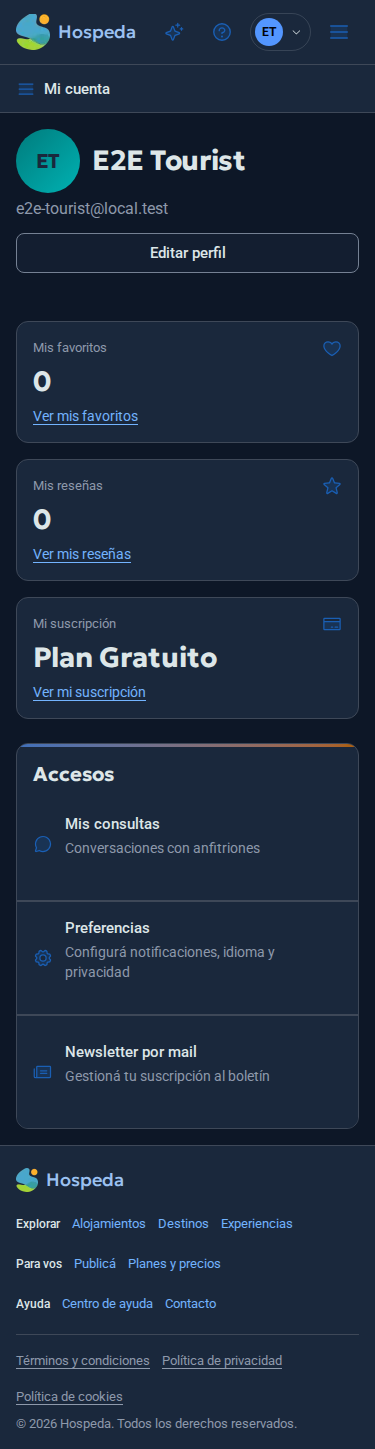 Hospeda
ET
Mi cuenta
ET
E2E Tourist
e2e-tourist@local.test
Editar perfil
Mis favoritos
0
Ver mis favoritos
Mis reseñas
0
Ver mis reseñas
Mi suscripción
Plan Gratuito
Ver mi suscripción
Accesos
Mis consultas
Conversaciones con anfitriones
Preferencias
Configurá notificaciones, idioma y
privacidad
Newsletter por mail
Gestioná tu suscripción al boletín
Hospeda
Explorar Alojamientos Destinos Experiencias
Para vos Publicá Planes y precios
Ayuda Centro de ayuda Contacto
Términos y condiciones Política de privacidad
Política de cookies
© 2026 Hospeda. Todos los derechos reservados.